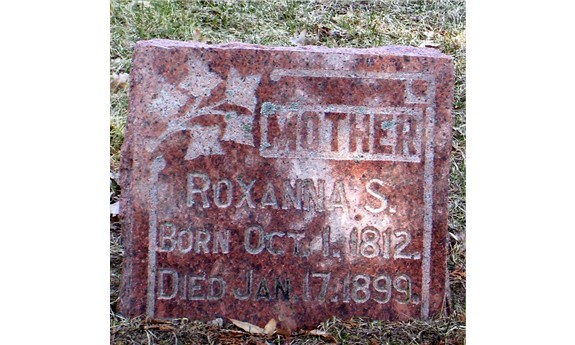 MOTHER
ROXANNA S.
BORN OCT. 1. 1812.
DIED JAN. 17. 1899.